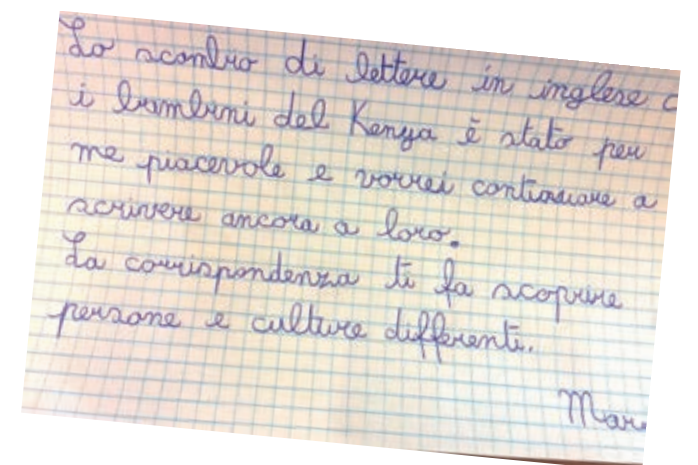 Lo scambio di lettere in inglese c
i bambini del Kenya è stato per
me piacevole e vorrei continuare a
scrivere ancora a loro.
La corrispondenza ti fa scoprire
persone e culture differenti.
Mar